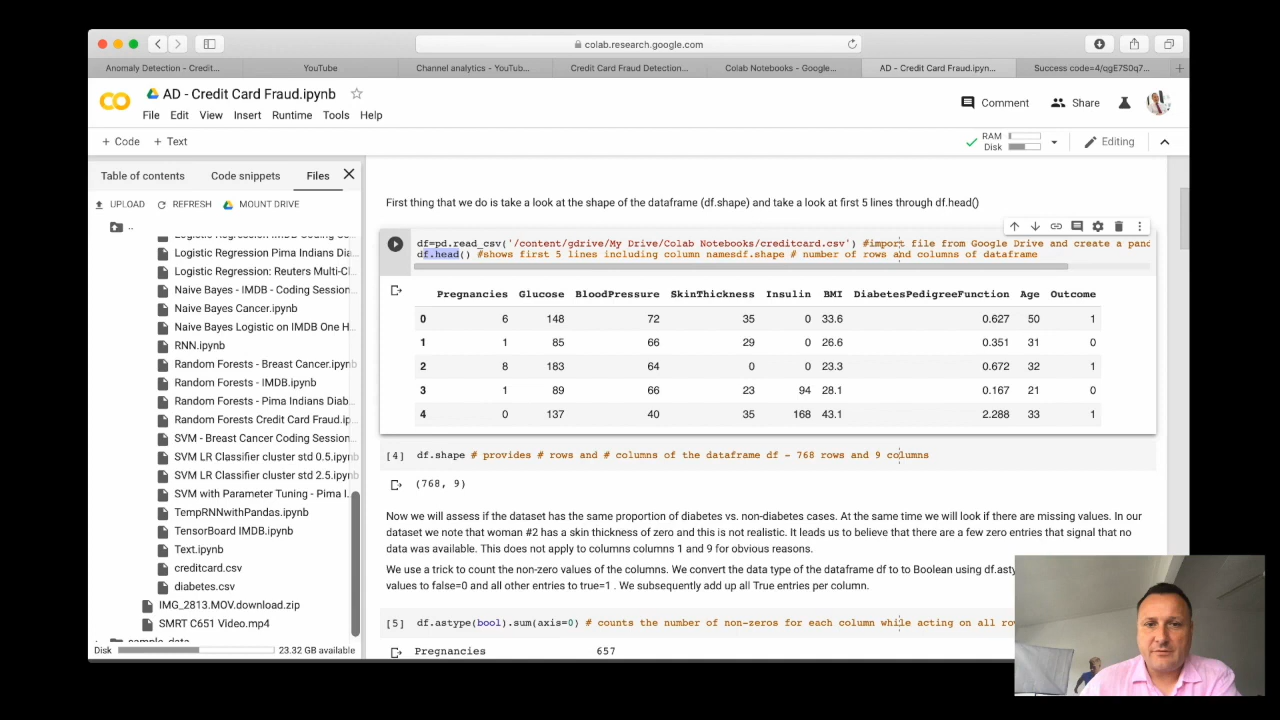 colab.research.google.com
Anomaly Detection - Credit... YouTube Channel analytics - YouTub... Credit Card Fraud Detection... Colab Notebooks - Google... AD - Credit Card Fraud.ipyn... Success code=4/qgE7S0q7... +
AD - Credit Card Fraud.ipynb
File Edit View Insert Runtime Tools Help
Comment Share
+ Code + Text
RAM
Disk
Editing
Table of contents Code snippets Files
UPLOAD REFRESH MOUNT DRIVE
..
Logistic Regression Pima Indians Dia...
Logistic Regression: Reuters Multi-Cl...
Naive Bayes - IMDB - Coding Session...
Naive Bayes Cancer.ipynb
Naive Bayes Logistic on IMDB One H...
RNN.ipynb
Random Forests - Breast Cancer.ipynb
Random Forests - IMDB.ipynb
Random Forests - Pima Indians Diab...
Random Forests Credit Card Fraud.ip...
SVM - Breast Cancer Coding Session...
SVM LR Classifier cluster std 0.5.ipynb
SVM LR Classifier cluster std 2.5.ipynb
SVM with Parameter Tuning - Pima I...
TempRNNwithPandas.ipynb
TensorBoard IMDB.ipynb
Text.ipynb
creditcard.csv
diabetes.csv
IMG_2813.MOV.download.zip
SMRT C651 Video.mp4
sample_data
Disk 23.32 GB available
First thing that we do is take a look at the shape of the dataframe (df.shape) and take a look at first 5 lines through df.head()
df=pd.read_csv('/content/gdrive/My Drive/Colab Notebooks/creditcard.csv') #import file from Google Drive and create a pand
df.head() #shows first 5 lines including column namesdf.shape # number of rows and columns of dataframe
Pregnancies Glucose BloodPressure SkinThickness Insulin BMI DiabetesPedigreeFunction Age Outcome
0 6 148 72 35 0 33.6 0.627 50 1
1 1 85 66 29 0 26.6 0.351 31 0
2 8 183 64 0 0 23.3 0.672 32 1
3 1 89 66 23 94 28.1 0.167 21 0
4 0 137 40 35 168 43.1 2.288 33 1
[4] df.shape # provides # rows and # columns of the dataframe df - 768 rows and 9 columns
(768, 9)
Now we will assess if the dataset has the same proportion of diabetes vs. non-diabetes cases. At the same time we will look if there are missing values. In our
dataset we note that woman #2 has a skin thickness of zero and this is not realistic. It leads us to believe that there are a few zero entries that signal that no
data was available. This does not apply to columns columns 1 and 9 for obvious reasons.
We use a trick to count the non-zero values of the columns. We convert the data type of the dataframe df to to Boolean using df.asty
values to false=0 and all other entries to true=1 . We subsequently add up all True entries per column.
[5] df.astype(bool).sum(axis=0) # counts the number of non-zeros for each column while acting on all ro
Pregnancies 657